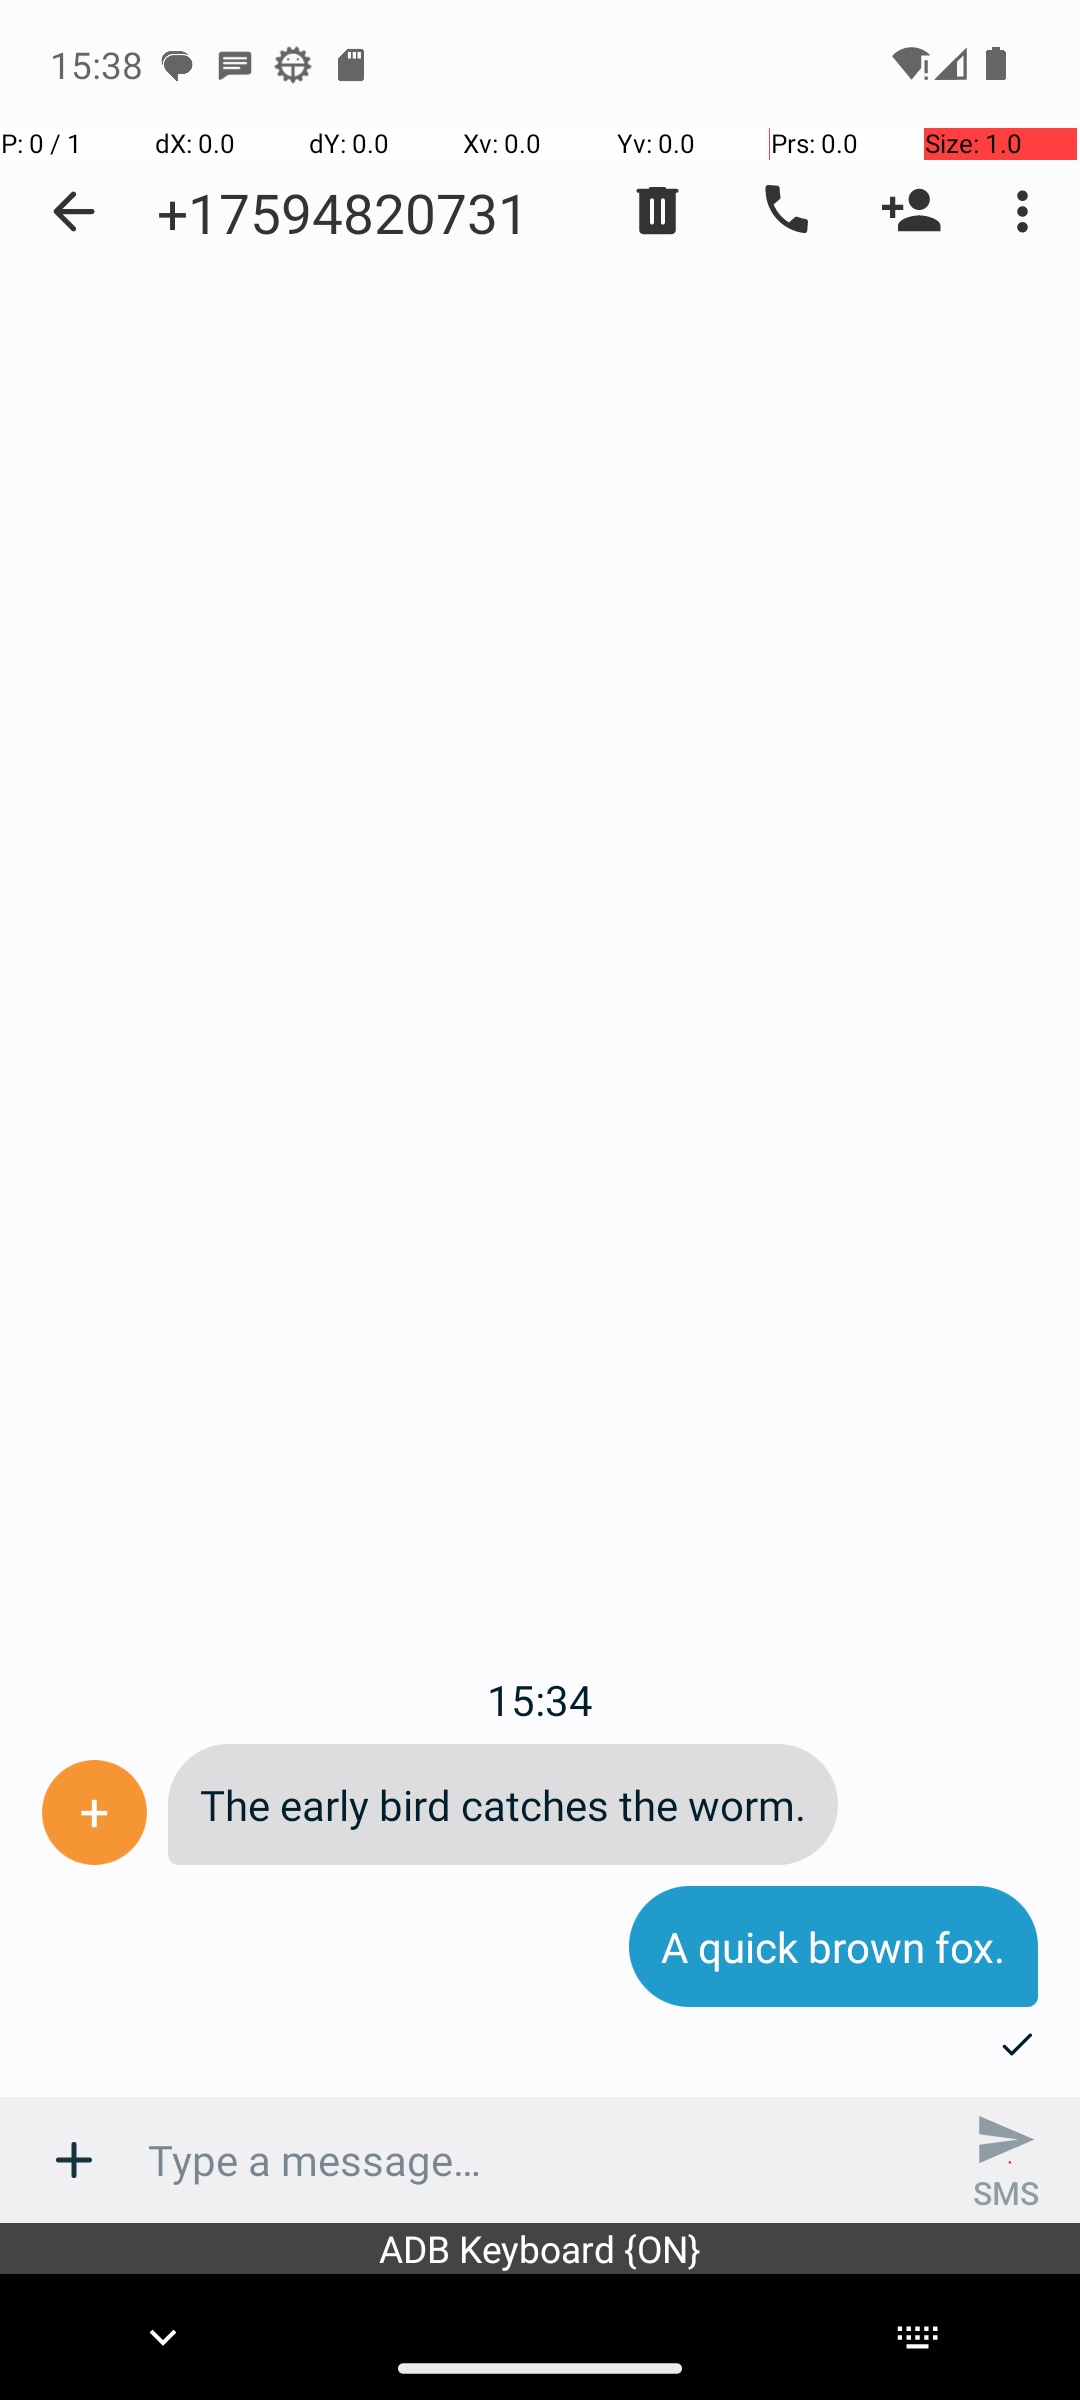 15:38
P: 0 / 1 dX: 0.0 dY: 0.0 Xv: 0.0 Yv: 0.0 Prs: 0.0 Size: 1.0
+17594820731
15:34
The early bird catches the worm.
A quick brown fox.
Type a message...
SMS
ADB Keyboard {ON}